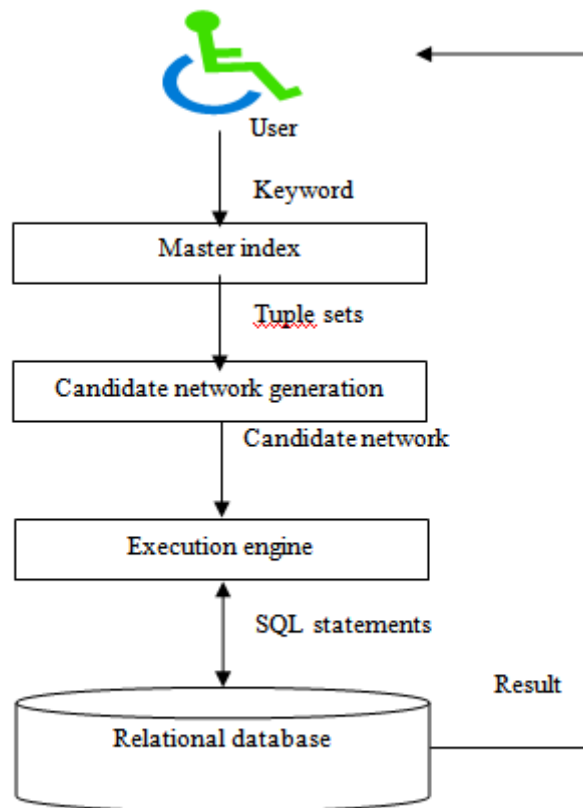 User
Keyword
Master index
Tuple sets
Candidate network generation
Candidate network
Execution engine
SQL statements
Result
Relational database